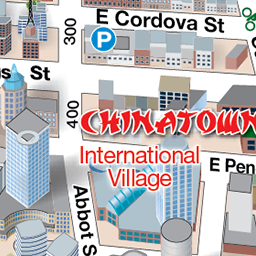 E Cordova St
300
P
St
400
CHINATOWN
International
Village
E Pen
Abbot S